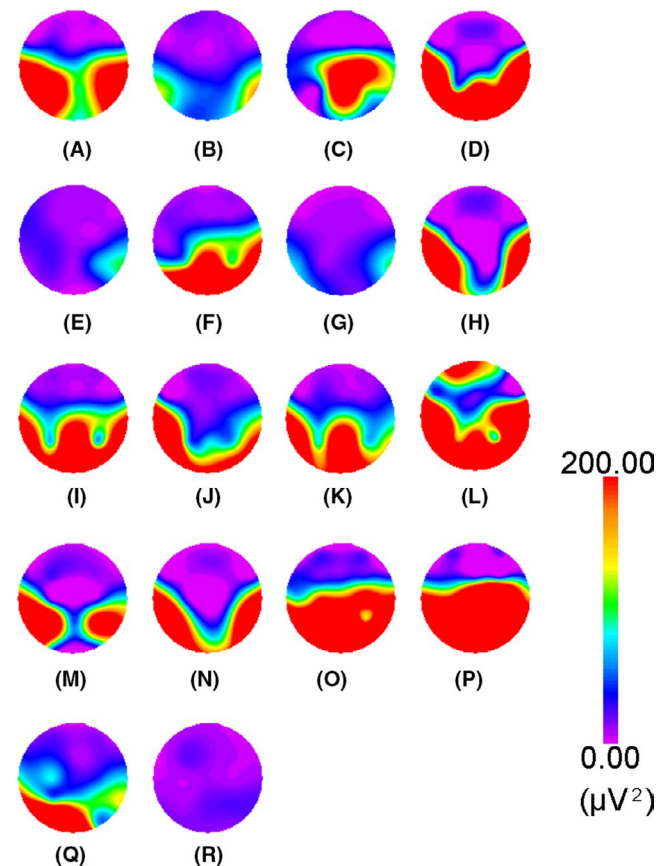 (A) (B) (C) (D)
(E) (F) (G) (H)
(I) (J) (K) (L)
200.00
(M) (N) (O) (P)
0.00
(μV²)
(Q) (R)